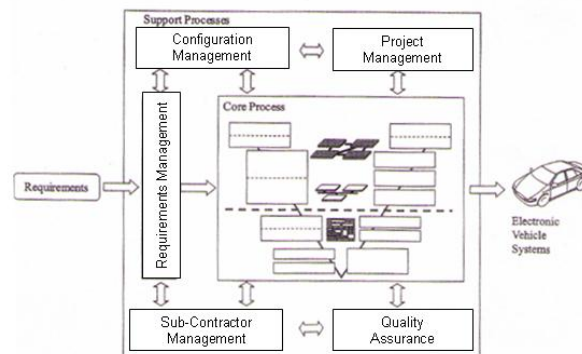 Support Processes
Configuration
Management
Project
Management
Core Process
Requirements
Requirements Management
Electronic
Vehicle
Systems
Sub-Contractor
Management
Quality
Assurance